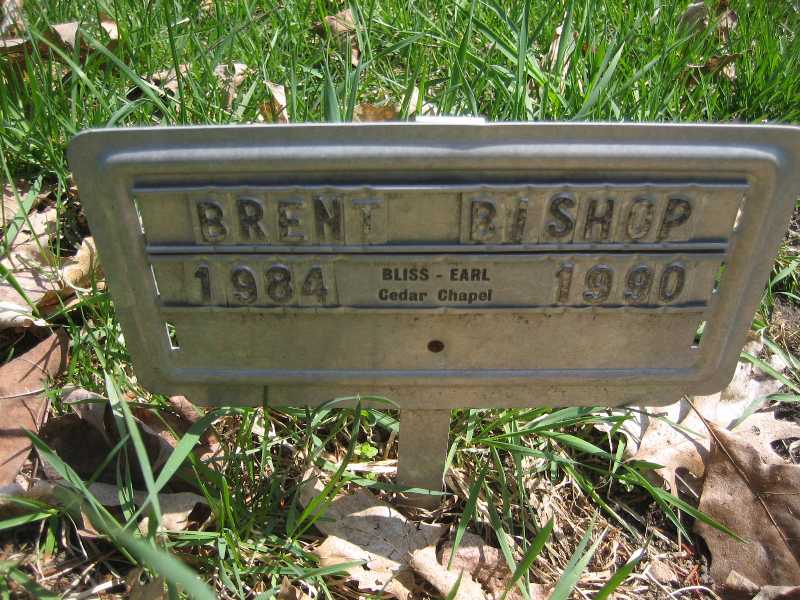 BRENT BISHOP
1984 BLISS - EARL 1990
Cedar Chapel